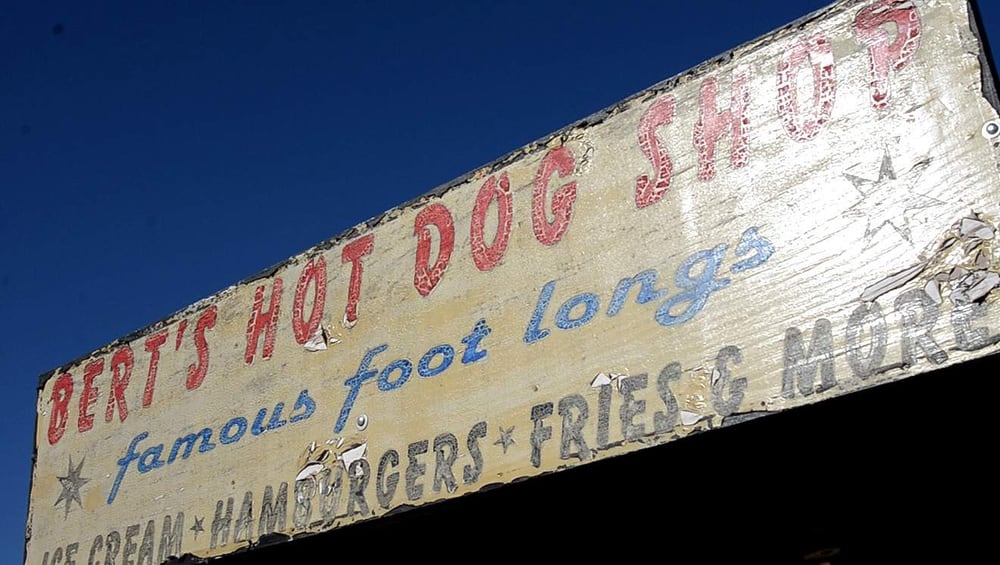 BERT'S HOT DOG SHOP
famous foot longs
ICE CREAM ★ HAMBURGERS ★ FRIES & MORE